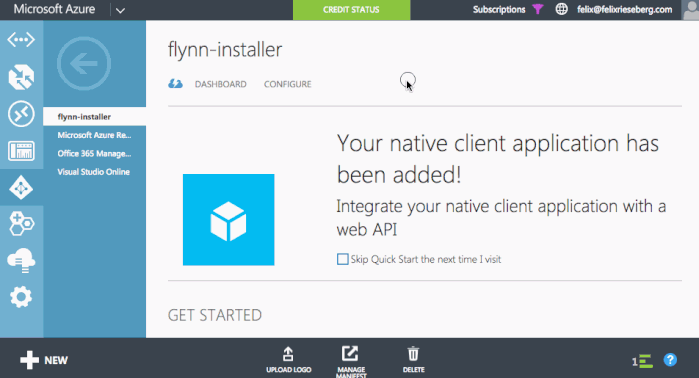 Microsoft Azure
CREDIT STATUS
Subscriptions
felix@felixrieseberg.com
flynn-installer
DASHBOARD CONFIGURE
flynn-installer
Microsoft Azure Re...
Office 365 Manage...
Visual Studio Online
Your native client application has
been added!
Integrate your native client application with a
web API
Skip Quick Start the next time I visit
GET STARTED
NEW
UPLOAD LOGO
MANAGE
MANIFEST
DELETE
1
?